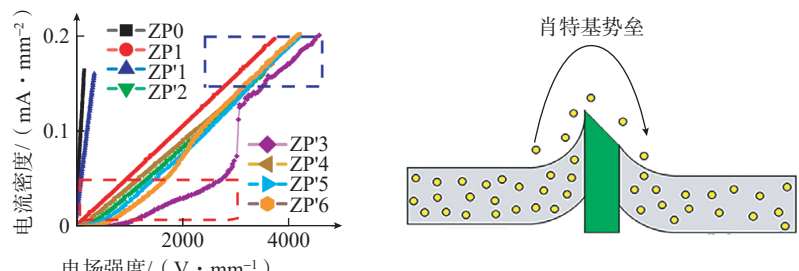 电流密度/（mA·mm⁻²）
0.2
0.1
0
2000
4000
电场强度/（V·mm⁻¹）
ZP0
ZP1
ZP'1
ZP'2
ZP'3
ZP'4
ZP'5
ZP'6
肖特基势垒